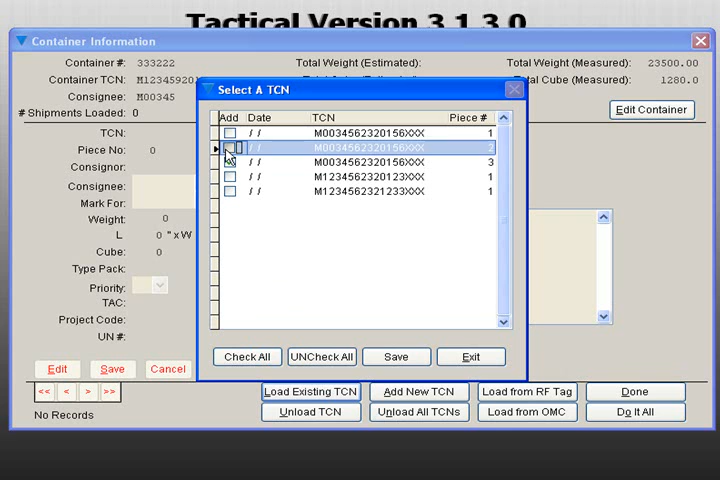 Tactical Version 3.1.3.0
Container Information
Container #: 333222
Total Weight (Estimated):
Total Weight (Measured): 23500.00
Container TCN:
Total Cube (Measured): 1280.0
Consignee: M00345
# Shipments Loaded: 0
Edit Container
TCN:
Piece No: 0
Consignor:
Consignee:
Mark For:
Weight: 0
L 0 " x W
Cube: 0
Type Pack:
Priority:
TAC:
Project Code:
UN #:
Edit Save Cancel
<< < > >>
No Records
Select A TCN
Add Date TCN Piece #
/ / M0034562320156XXX 1
/ / M0034562320156XXX 2
/ / M0034562320156XXX 3
/ / M1234562320123XXX 1
/ / M1234562321233XXX 1
Check All UNCheck All Save Exit
Load Existing TCN Add New TCN Load from RF Tag Done
Unload TCN Unload All TCNs Load from OMC Do It All